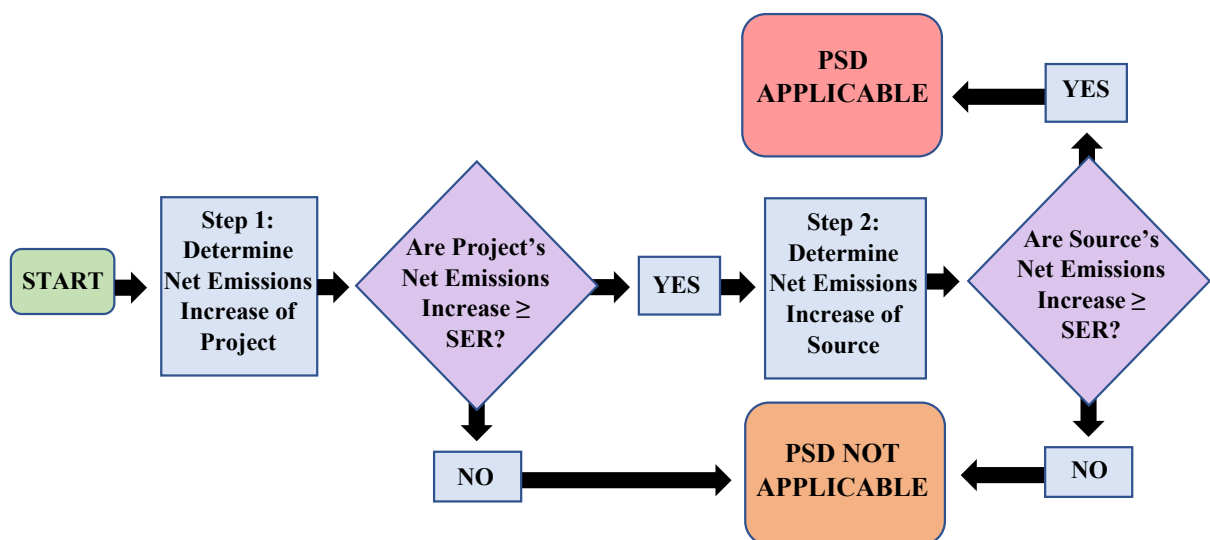 START
Step 1:
Determine
Net Emissions
Increase of
Project
Are Project's
Net Emissions
Increase ≥
SER?
YES
Step 2:
Determine
Net Emissions
Increase of
Source
Are Source's
Net Emissions
Increase ≥
SER?
YES
PSD
APPLICABLE
NO
PSD NOT
APPLICABLE
NO